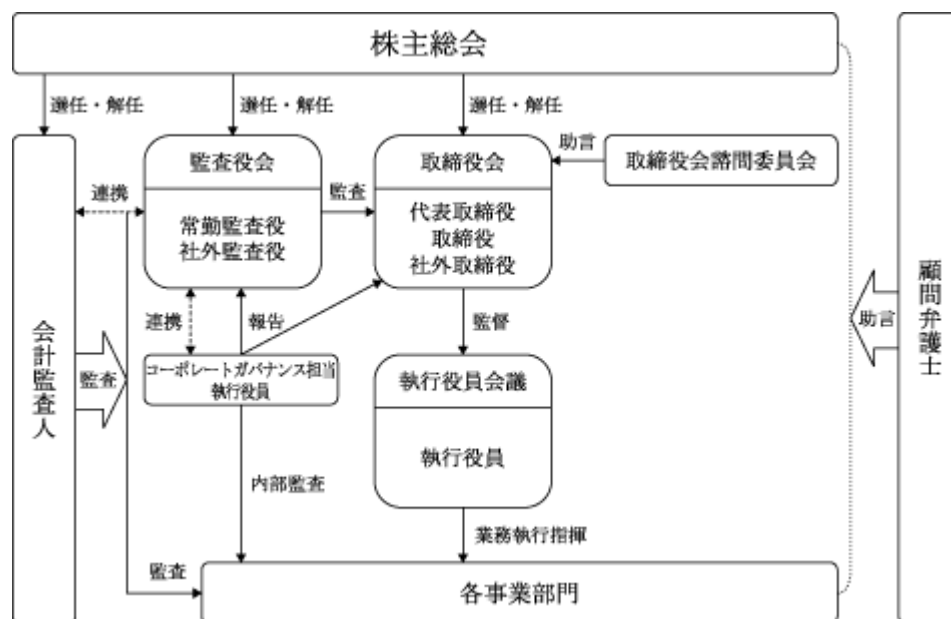 株主総会
選任・解任
選任・解任
選任・解任
監査役会
常勤監査役
社外監査役
連携
監査
取締役会
代表取締役
取締役
社外取締役
助言
取締役会諮問委員会
連携
報告
監督
コーポレートガバナンス担当
執行役員
執行役員会議
執行役員
会計監査人
監査
助言
顧問弁護士
内部監査
業務執行指揮
監査
各事業部門